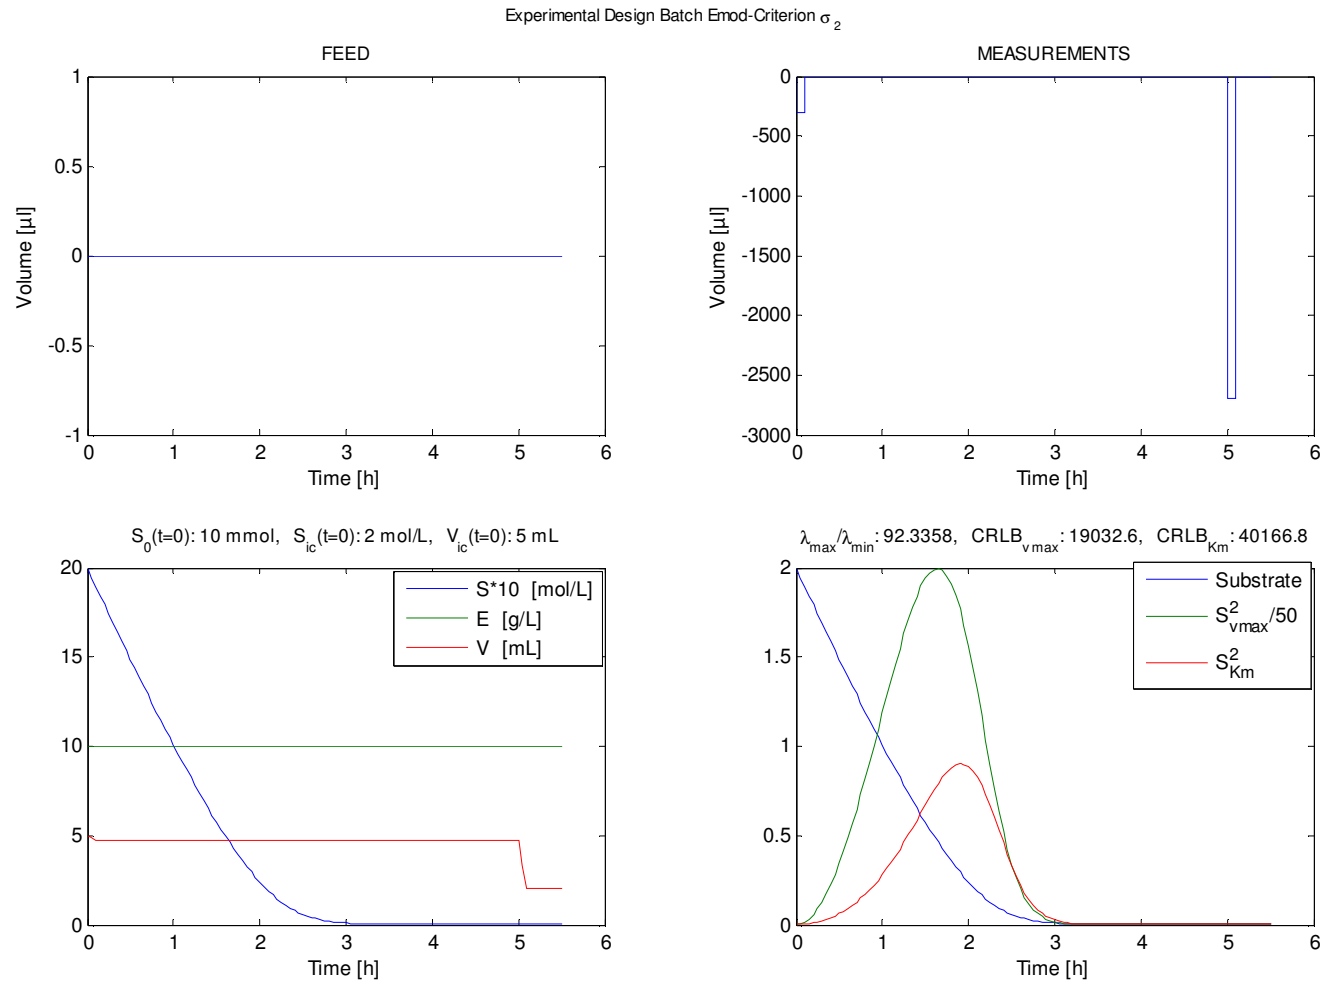 Experimental Design Batch Emod-Criterion σ2
FEED
1
0.5
0
-0.5
-1
Volume [µl]
0 1 2 3 4 5 6
Time [h]
MEASUREMENTS
0
-500
-1000
-1500
-2000
-2500
-3000
Volume [µl]
0 1 2 3 4 5 6
Time [h]
S0(t=0): 10 mmol, Sic(t=0): 2 mol/L, Vic(t=0): 5 mL
20
15
10
5
0
S*10 [mol/L]
E [g/L]
V [mL]
0 1 2 3 4 5 6
Time [h]
λmax/λmin: 92.3358, CRLBvmax: 19032.6, CRLBKm: 40166.8
2
1.5
1
0.5
0
Substrate
S²vmax/50
S²Km
0 1 2 3 4 5 6
Time [h]